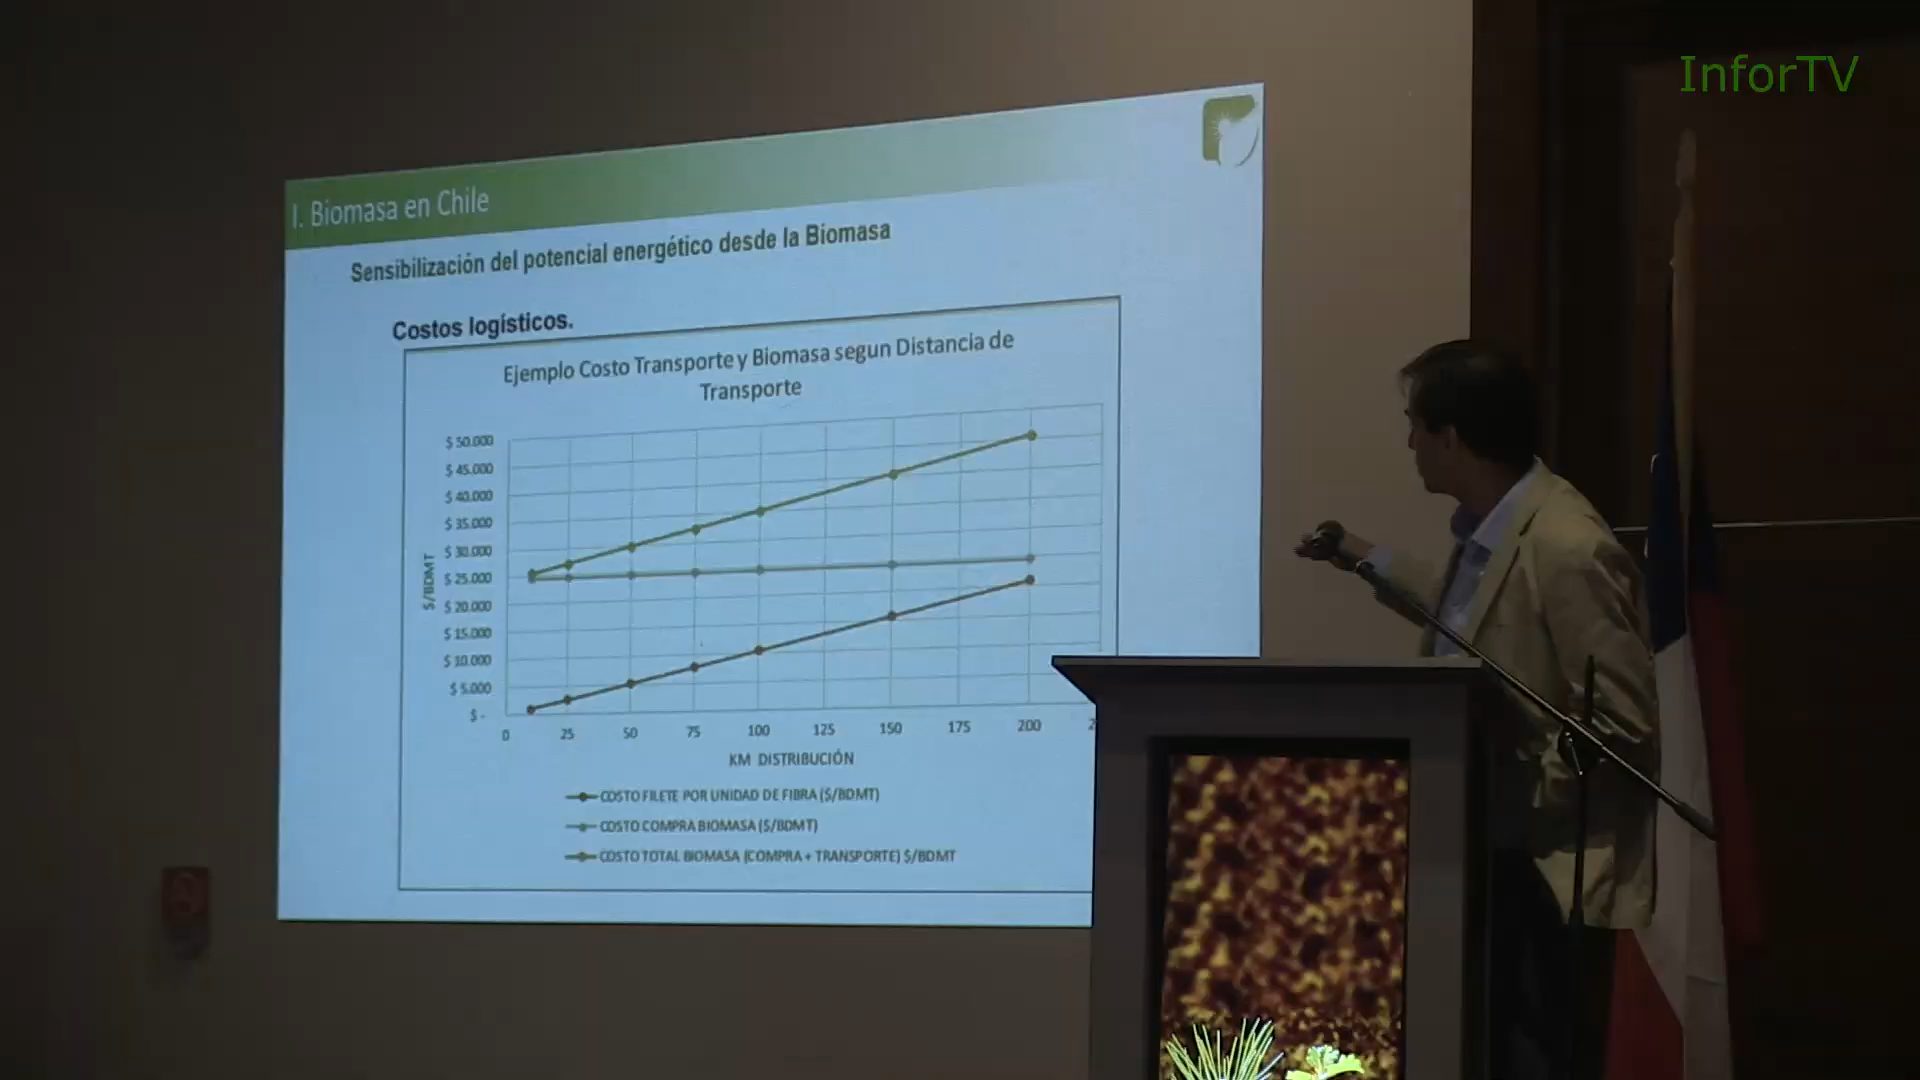 InforTV
I. Biomasa en Chile
Sensibilización del potencial energético desde la Biomasa
Costos logísticos.
Ejemplo Costo Transporte y Biomasa segun Distancia de
Transporte
$ 50.000
$ 45.000
$ 40.000
$ 35.000
$ 30.000
$ 25.000
$ 20.000
$ 15.000
$ 10.000
$ 5.000
$ -
$/BDMT
0 25 50 75 100 125 150 175 200
KM DISTRIBUCIÓN
COSTO FILETE POR UNIDAD DE FIBRA ($/BDMT)
COSTO COMPRA BIOMASA ($/BDMT)
COSTO TOTAL BIOMASA (COMPRA + TRANSPORTE) $/BDMT